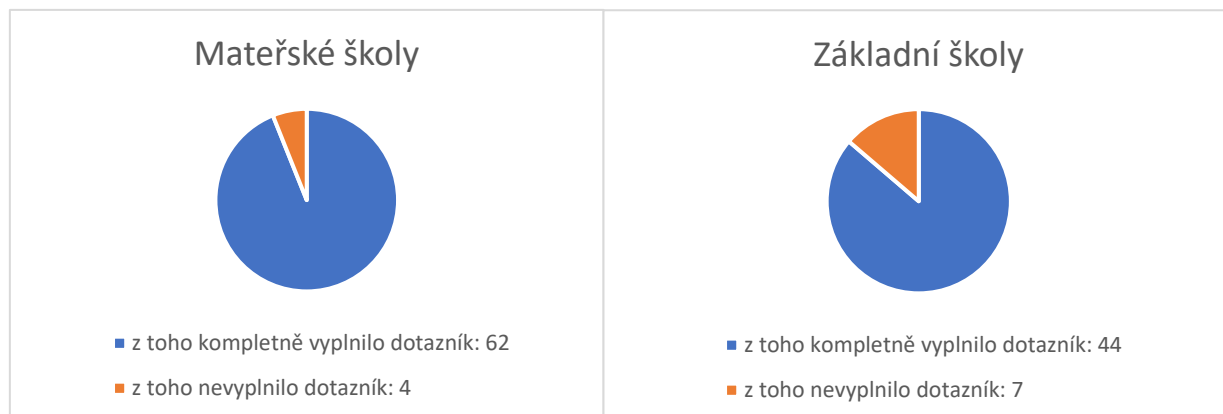 Mateřské školy
z toho kompletně vyplnilo dotazník: 62
z toho nevyplnilo dotazník: 4
Základní školy
z toho kompletně vyplnilo dotazník: 44
z toho nevyplnilo dotazník: 7